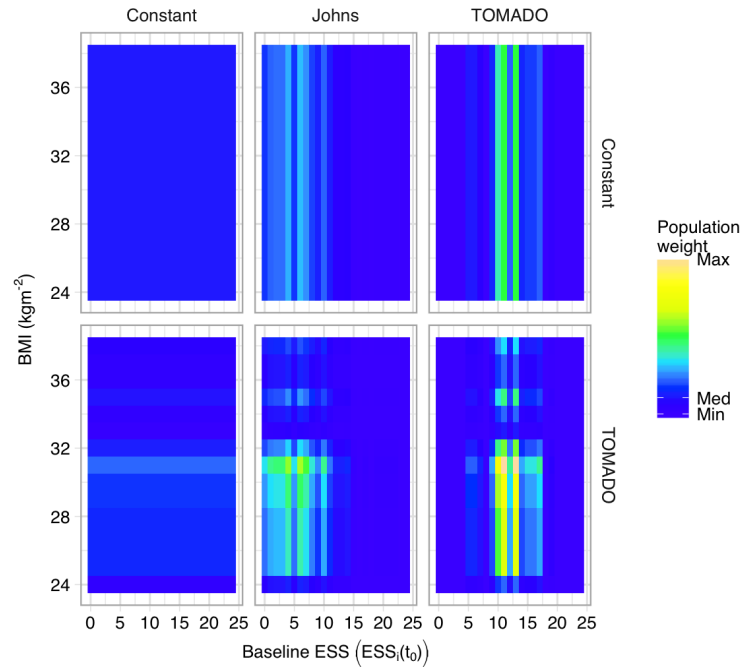 Constant Johns TOMADO
36
32
28
24
Constant
36
32
28
24
TOMADO
BMI (kgm-2)
0 5 10 15 20 25 0 5 10 15 20 25 0 5 10 15 20 25
Baseline ESS (ESSi(t0))
Population
weight
Max
Med
Min